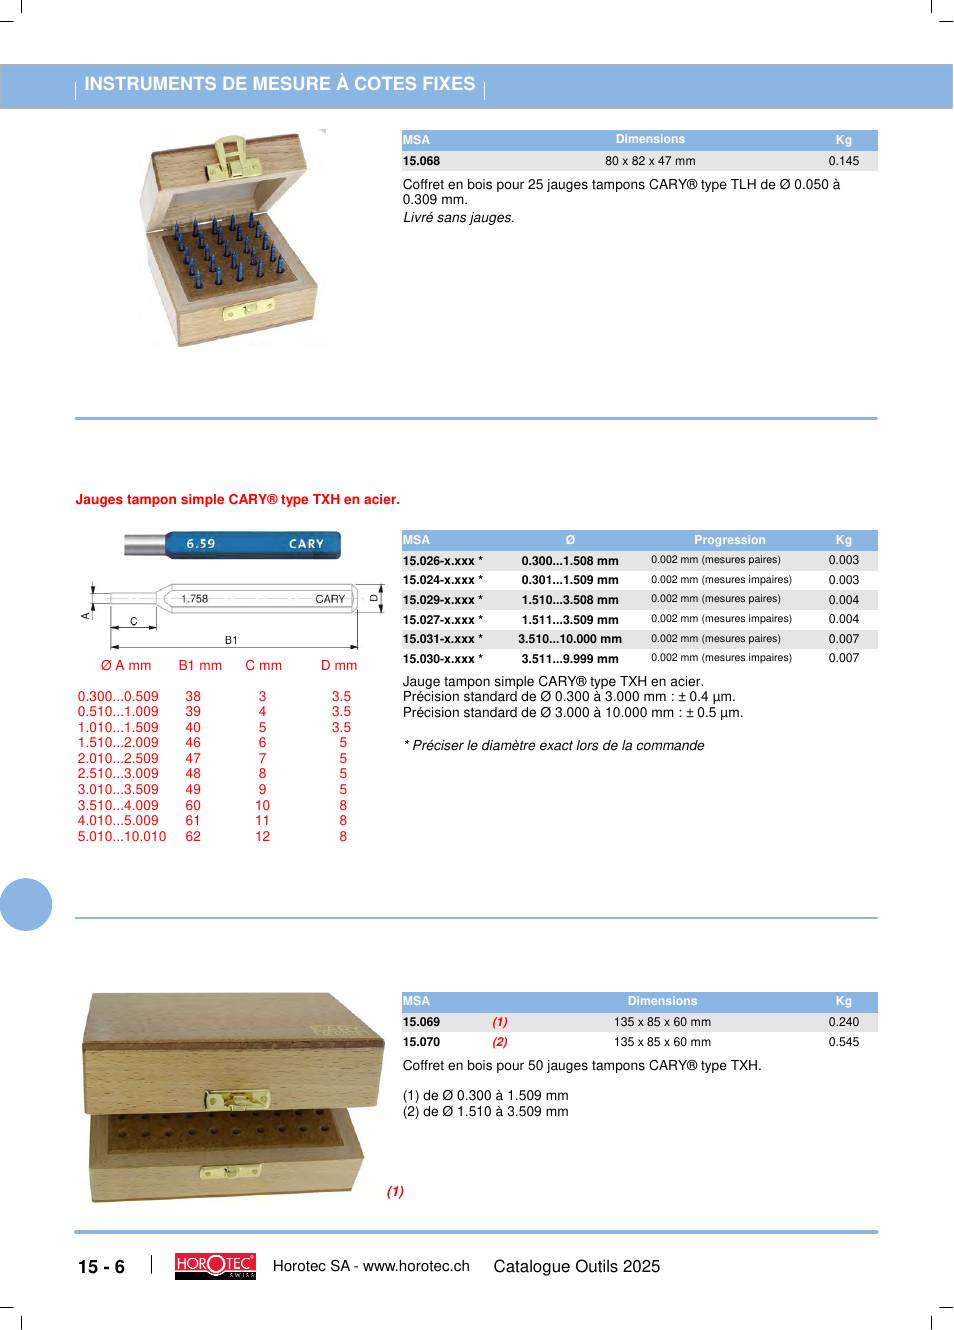 INSTRUMENTS DE MESURE À COTES FIXES
MSA Dimensions Kg
15.068 80 x 82 x 47 mm 0.145
Coffret en bois pour 25 jauges tampons CARY® type TLH de Ø 0.050 à
0.309 mm.
Livré sans jauges.
Jauges tampon simple CARY® type TXH en acier.
6.59 CARY
1.758 CARY
A
C
D
B1
Ø A mm B1 mm C mm D mm
0.300...0.509 38 3 3.5
0.510...1.009 39 4 3.5
1.010...1.509 40 5 3.5
1.510...2.009 46 6 5
2.010...2.509 47 7 5
2.510...3.009 48 8 5
3.010...3.509 49 9 5
3.510...4.009 60 10 8
4.010...5.009 61 11 8
5.010...10.010 62 12 8
MSA Ø Progression Kg
15.026-x.xxx * 0.300...1.508 mm 0.002 mm (mesures paires) 0.003
15.024-x.xxx * 0.301...1.509 mm 0.002 mm (mesures impaires) 0.003
15.029-x.xxx * 1.510...3.508 mm 0.002 mm (mesures paires) 0.004
15.027-x.xxx * 1.511...3.509 mm 0.002 mm (mesures impaires) 0.004
15.031-x.xxx * 3.510...10.000 mm 0.002 mm (mesures paires) 0.007
15.030-x.xxx * 3.511...9.999 mm 0.002 mm (mesures impaires) 0.007
Jauge tampon simple CARY® type TXH en acier.
Précision standard de Ø 0.300 à 3.000 mm : ± 0.4 µm.
Précision standard de Ø 3.000 à 10.000 mm : ± 0.5 µm.
* Préciser le diamètre exact lors de la commande
CARY
MSA Dimensions Kg
15.069 (1) 135 x 85 x 60 mm 0.240
15.070 (2) 135 x 85 x 60 mm 0.545
Coffret en bois pour 50 jauges tampons CARY® type TXH.
(1) de Ø 0.300 à 1.509 mm
(2) de Ø 1.510 à 3.509 mm
(1)
15 - 6 HOROTEC® SWISS Horotec SA - www.horotec.ch Catalogue Outils 2025